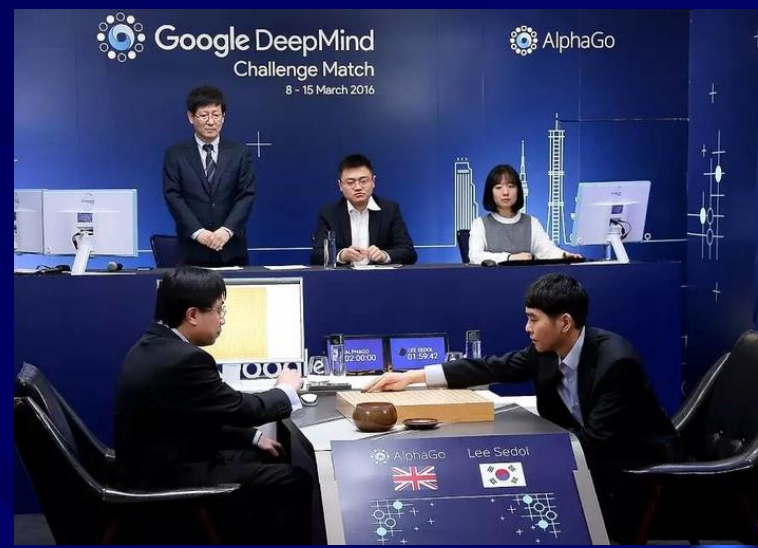 Google DeepMind
Challenge Match
8 - 15 March 2016
AlphaGo
ALPHAGO
02:00:00
LEE SEDOL
01:59:42
AlphaGo
Lee Sedol